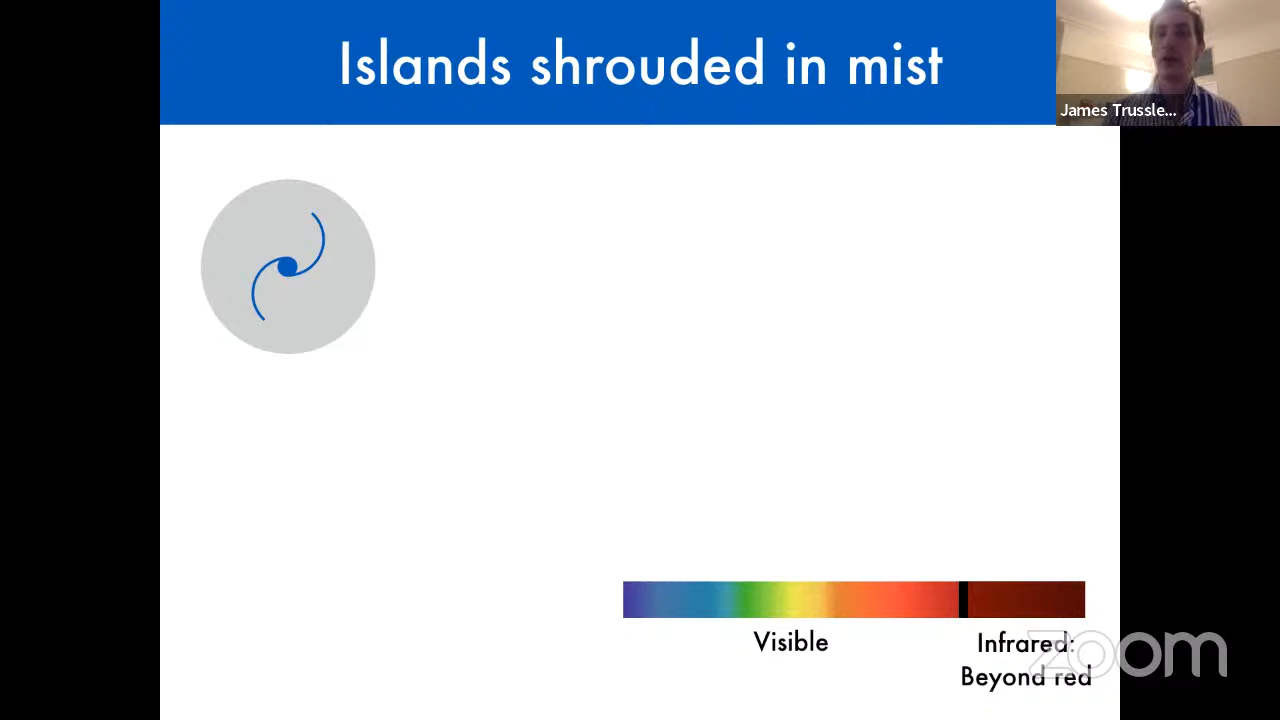 Islands shrouded in mist
James Trussle...
Visible
Infrared:
Beyond red
zoom